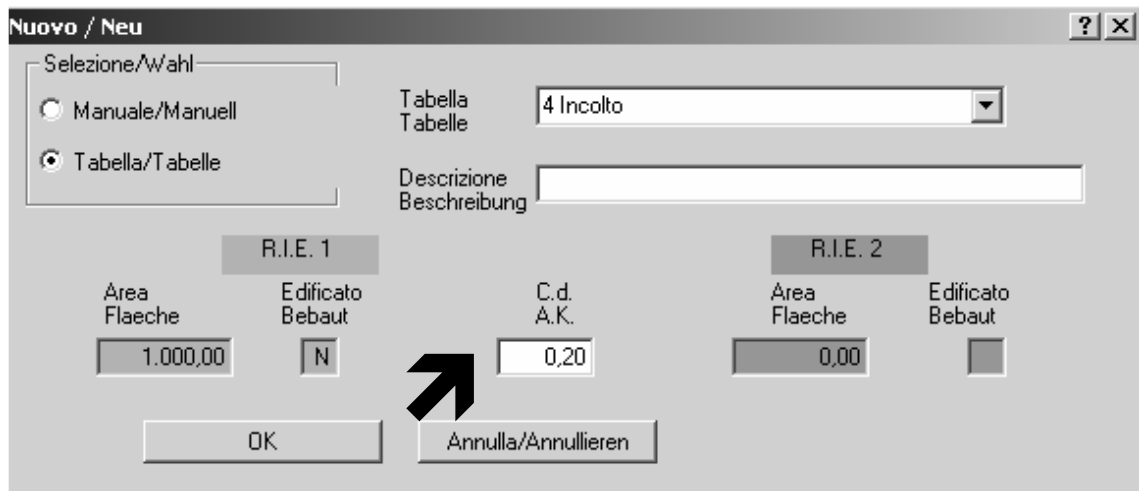 Nuovo / Neu
Selezione/Wahl
Manuale/Manuell
Tabella/Tabelle
Tabella
Tabelle
4 Incolto
Descrizione
Beschreibung
R.I.E. 1
R.I.E. 2
Area
Flaeche
Edificato
Bebaut
C.d.
A.K.
Area
Flaeche
Edificato
Bebaut
1.000,00
N
0,20
0,00
OK
Annulla/Annullieren